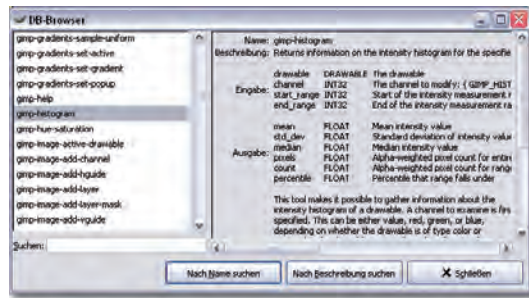 DB-Browser
gimp-gradients-sample-uniform
gimp-gradients-set-active
gimp-gradients-set-gradient
gimp-gradients-set-popup
gimp-help
gimp-histogram
gimp-hue-saturation
gimp-image-active-drawable
gimp-image-add-channel
gimp-image-add-hguide
gimp-image-add-layer
gimp-image-add-layer-mask
gimp-image-add-vguide
Suchen:
Name: gimp-histogram
Beschreibung: Returns information on the intensity histogram for the specifie
Eingabe:
drawable DRAWABLE The drawable
channel INT32 The channel to modify: { GIMP_HIST
start_range INT32 Start of the intensity measurement r
end_range INT32 End of the intensity measurement ra
Ausgabe:
mean FLOAT Mean intensity value
std_dev FLOAT Standard deviation of intensity value
median FLOAT Median intensity value
pixels FLOAT Alpha-weighted pixel count for entire
count FLOAT Alpha-weighted pixel count for range
percentile FLOAT Percentile that range falls under
This tool makes it possible to gather information about the
intensity histogram of a drawable. A channel to examine is first
specified. This can be either value, red, green, or blue,
depending on whether the drawable is of type color or
Nach Name suchen
Nach Beschreibung suchen
Schließen